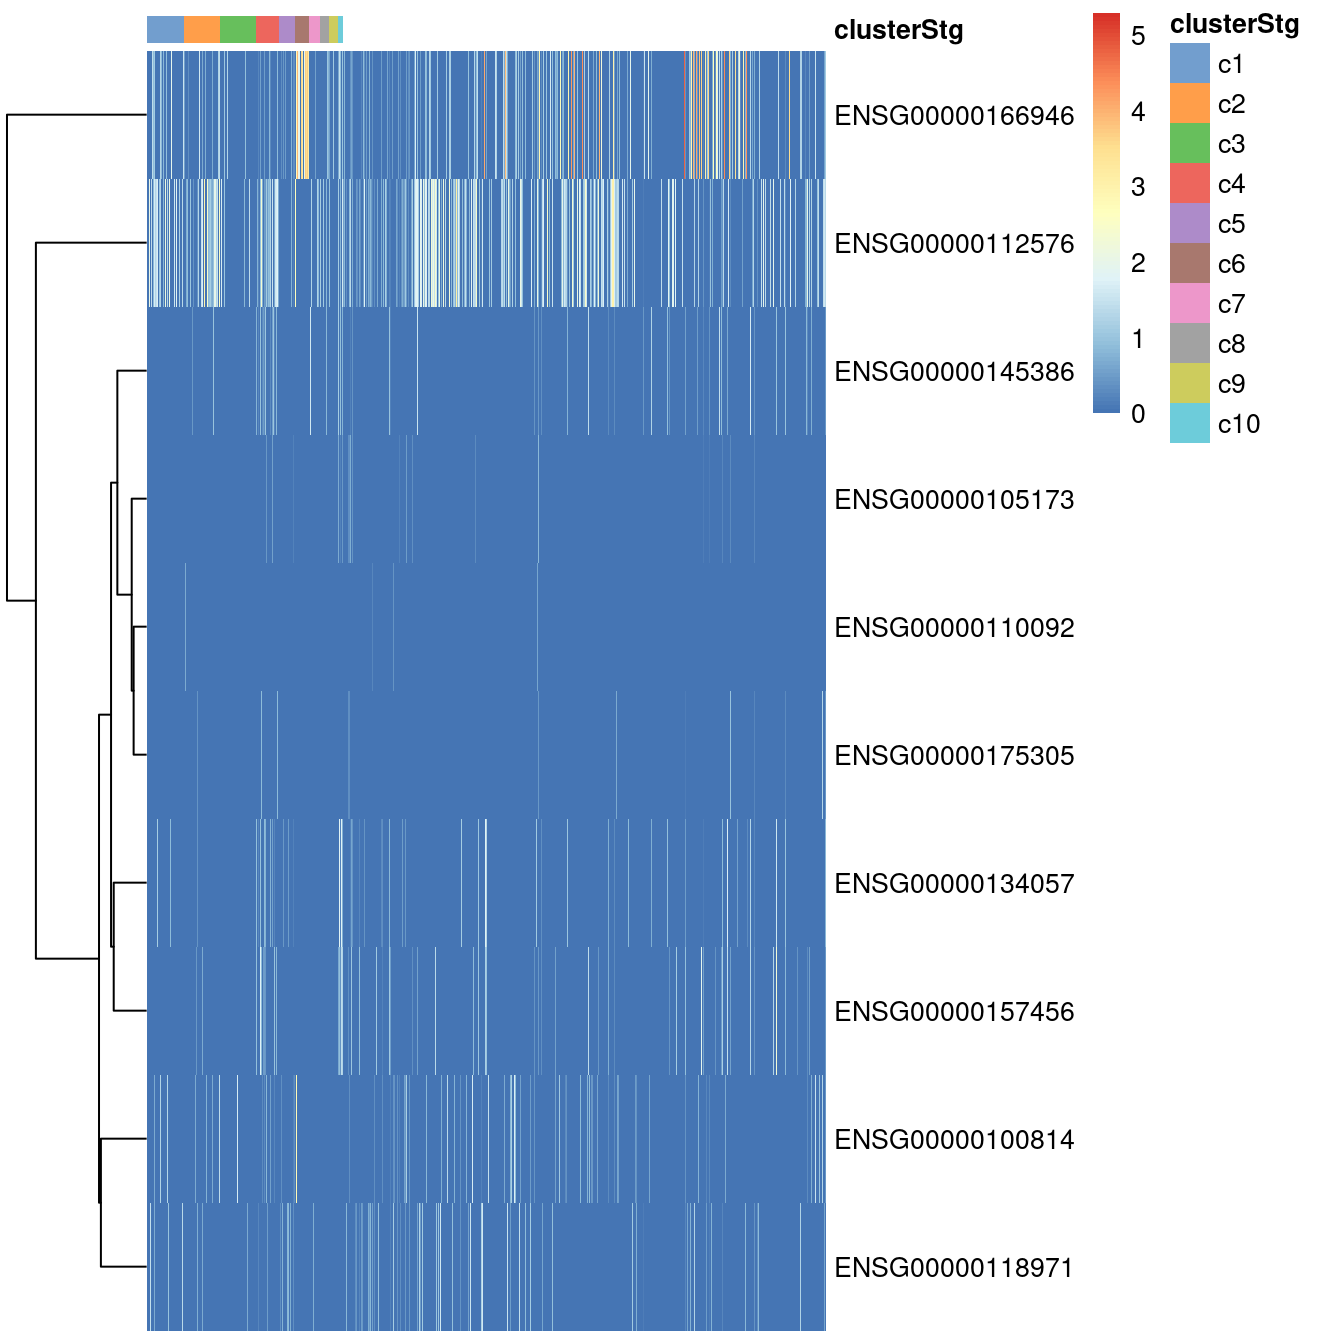 clusterStg
ENSG00000166946
ENSG00000112576
ENSG00000145386
ENSG00000105173
ENSG00000110092
ENSG00000175305
ENSG00000134057
ENSG00000157456
ENSG00000100814
ENSG00000118971
5
4
3
2
1
0
clusterStg
c1
c2
c3
c4
c5
c6
c7
c8
c9
c10